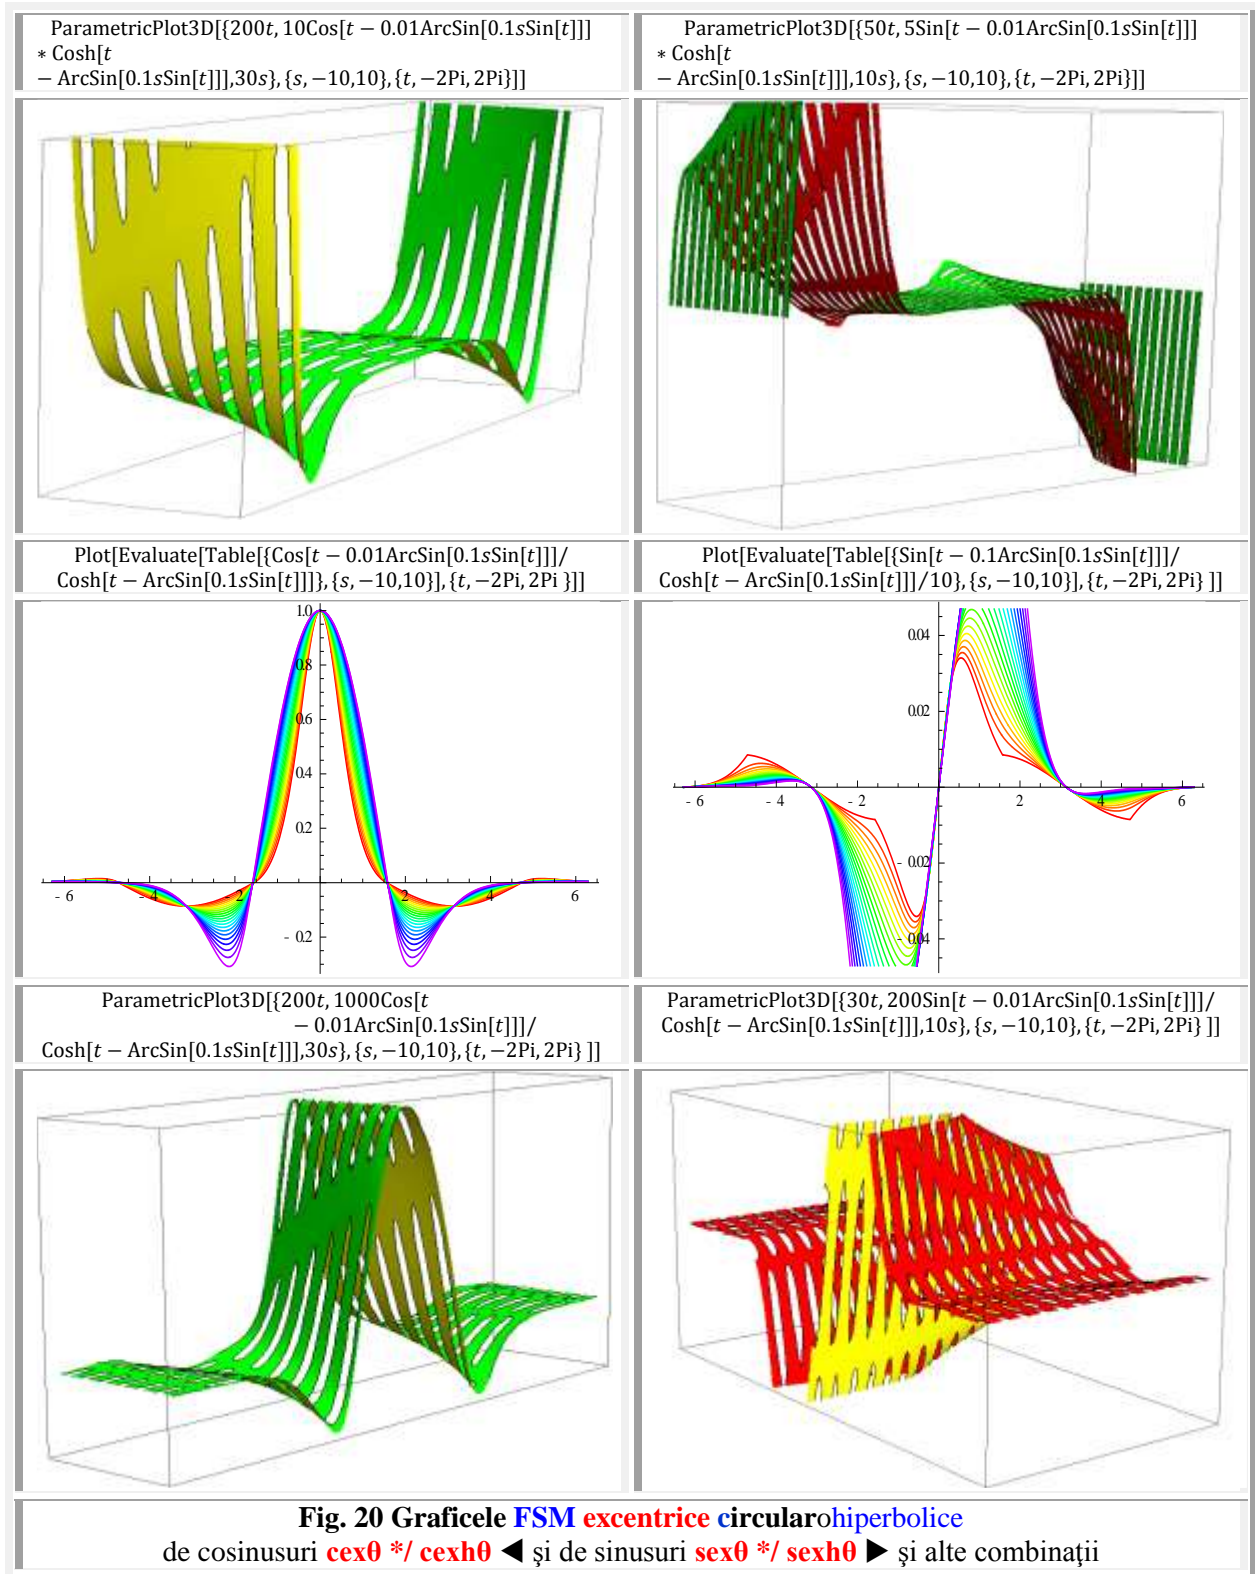 ParametricPlot3D[{200t, 10Cos[t − 0.01ArcSin[0.1sSin[t]]]
∗ Cosh[t
− ArcSin[0.1sSin[t]]],30s}, {s, −10,10}, {t, −2Pi, 2Pi}]]
ParametricPlot3D[{50t, 5Sin[t − 0.01ArcSin[0.1sSin[t]]]
∗ Cosh[t
− ArcSin[0.1sSin[t]]],10s}, {s, −10,10}, {t, −2Pi, 2Pi}]]
Plot[Evaluate[Table[{Cos[t − 0.01ArcSin[0.1sSin[t]]]/
Cosh[t − ArcSin[0.1sSin[t]]]}, {s, −10,10}], {t, −2Pi, 2Pi }]]
Plot[Evaluate[Table[{Sin[t − 0.1ArcSin[0.1sSin[t]]]/
Cosh[t − ArcSin[0.1sSin[t]]]/10}, {s, −10,10}], {t, −2Pi, 2Pi} ]]
1.0
0.8
0.6
0.4
0.2
- 6 - 4 2 2 4 6
- 0.2
0.04
0.02
- 6 - 4 - 2 2 4 6
- 0.02
- 0.04
ParametricPlot3D[{200t, 1000Cos[t
− 0.01ArcSin[0.1sSin[t]]]/
Cosh[t − ArcSin[0.1sSin[t]]],30s}, {s, −10,10}, {t, −2Pi, 2Pi} ]]
ParametricPlot3D[{30t, 200Sin[t − 0.01ArcSin[0.1sSin[t]]]/
Cosh[t − ArcSin[0.1sSin[t]]],10s}, {s, −10,10}, {t, −2Pi, 2Pi} ]]
Fig. 20 Graficele FSM excentrice circularohiperbolice
de cosinusuri cexθ */ cexhθ ◄ şi de sinusuri sexθ */ sexhθ ► şi alte combinaţii